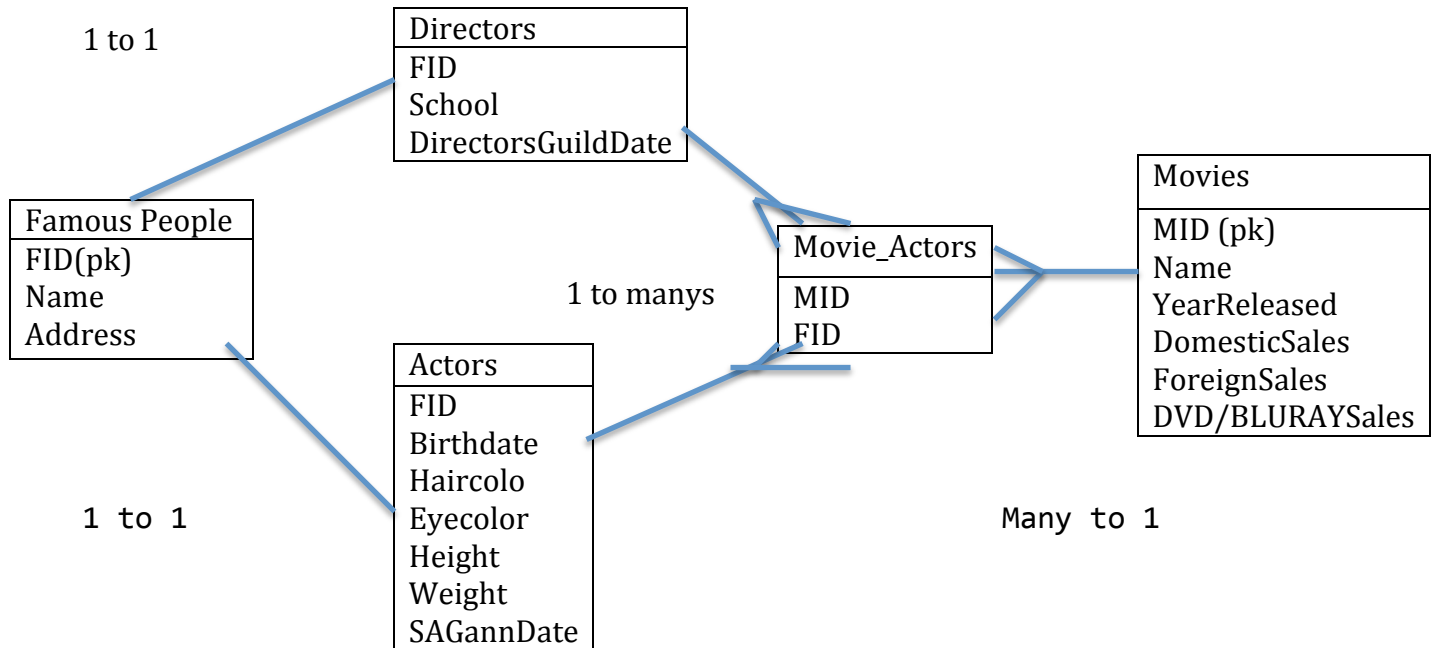 1 to 1
Directors
FID
School
DirectorsGuildDate
Famous People
FID(pk)
Name
Address
1 to manys
Movie_Actors
MID
FID
Movies
MID (pk)
Name
YearReleased
DomesticSales
ForeignSales
DVD/BLURAYSales
Actors
FID
Birthdate
Haircolo
Eyecolor
Height
Weight
SAGannDate
1 to 1
Many to 1